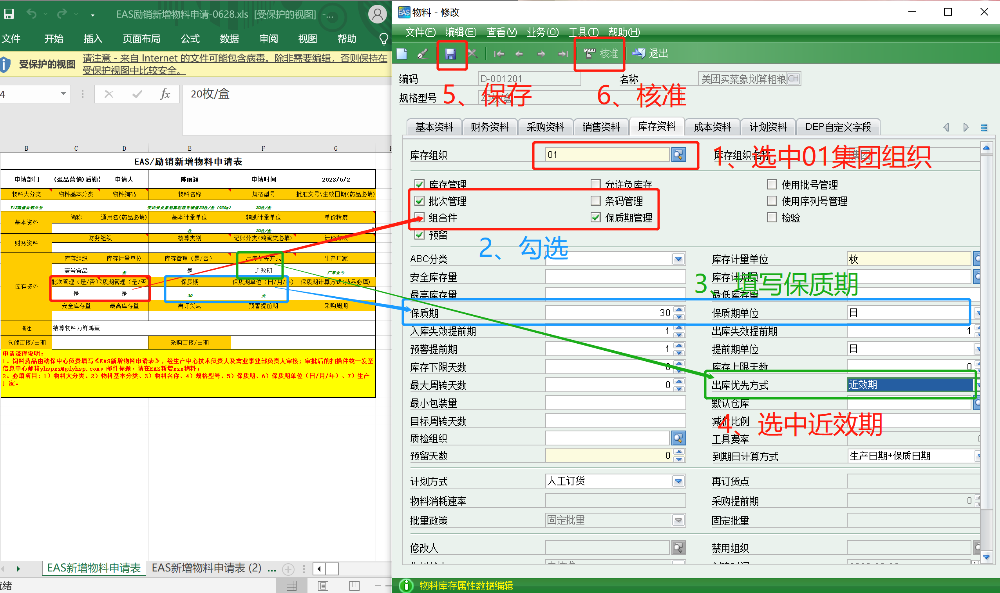 EAS励销新增物料申请-0628.xls [受保护的视图] -...
文件 开始 插入 页面布局 公式 数据 审阅 视图 帮助
受保护的视图 请注意 - 来自 Internet 的文件可能包含病毒。除非需要编辑，否则保持在
受保护视图中比较安全。
4 fx 20枚/盒
B C D E F G
EAS/励销新增物料申请表
申请部门 (蛋品营销)后勤 申请人 陈丽颖 申请时间 2023/6/2
物料大分类 物料基本分类 物料编码 物料名称 规格型号 批准文号\生效日期(药品必填)
Y12鸡蛋营销业务 美团买菜象划算粗粮谷物蛋20枚/盒（930g） 20枚/盒
基本资料 简称 通用名(药品必填) 基本计量单位 辅助计量单位 单价精度
枚 20枚/盒 6
财务资料 财务组织 核算类别 记账分类(鸡蛋类必填) 计价方法
库存资料 库存组织 库存计量单位 库存管理（是/否） 出库优先方式 生产厂家
壹号食品 盒 是 近效期 广东壹号
批次管理（是/否） 保质期管理（是/否） 保质期 保质期单位（日/月/年） 保质期计算方式(药品必填)
是 是 30 天
安全库存量 最高库存量 再订货点 预警提前期 采购周期
备注 结算物料为鲜鸡蛋
仓储审核/日期 采购审核/日期
申请流程说明：
1、饲料药品由动保中心负责填写《EAS新增物料申请表》，经生产中心技术负责人及禽业事业部负责人审核；审批后的扫描件统一发至
信息中心邮箱yhspxx@gdyhsp.com；邮件标题：请在EAS新增xxx物料；
2、必填项目：1）物料大分类、2）物料基本分类、3）物料名称、4）规格型号、5）保质期、6）保质期单位（日/月/年）、7）生产
厂家。
EAS新增物料申请表 EAS新增物料申请表 (2) ...
就绪
EAS 物料 - 修改
文件(F) 编辑(E) 查看(V) 业务(O) 工具(T) 帮助(H)
核准 退出
编码 D-001201 名称 美团买菜象划算粗粮 CH
规格型号 20枚/盒
5、保存 6、核准
基本资料 财务资料 采购资料 销售资料 库存资料 成本资料 计划资料 DEP自定义字段
库存组织 01 库存组织名称 集团
1、选中01集团组织
库存管理 允许负库存 使用批号管理
批次管理 条码管理 使用序列号管理
组合件 保质期管理 检验
预留
2、勾选
ABC分类 库存计量单位 枚
安全库存量 库存计划员
3、填写保质期
最高库存量 最低库存量
保质期 30 保质期单位 日
入库失效提前期 1 出库失效提前期 1
预警提前期 1 提前期单位 日
库存下限天数 0 库存上限天数 0
最大周转天数 0 出库优先方式 近效期
最小包装量 默认仓库
目标周转天数 减价比例
4、选中近效期
质检组织 工具费率
预留天数 0 到期日计算方式 生产日期+保质日期
计划方式 人工订货 再订货点
物料消耗速率 采购提前期 0
批量政策 固定批量 固定批量
修改人 禁用组织
物料库存属性数据编辑